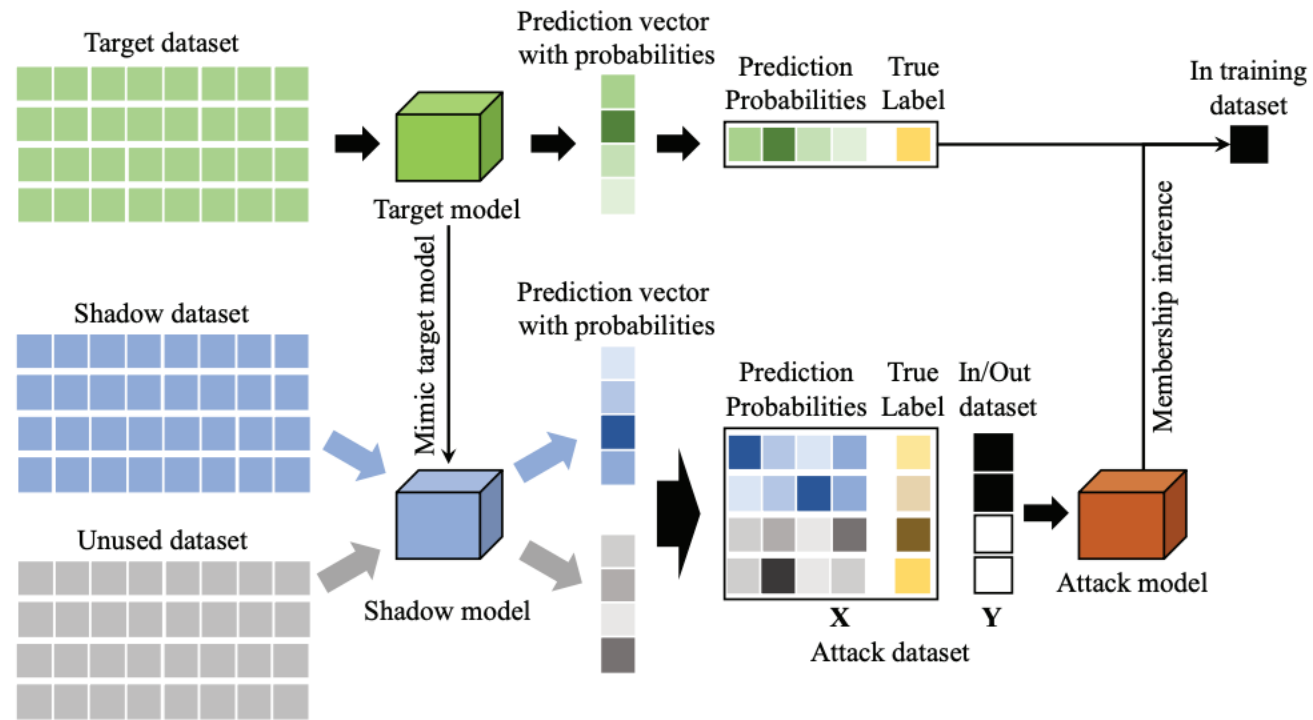 Target dataset
Target model
Prediction vector
with probabilities
Prediction
Probabilities
True
Label
In training
dataset
Mimic target model
Membership inference
Shadow dataset
Unused dataset
Shadow model
Prediction vector
with probabilities
Prediction
Probabilities
True
Label
In/Out
dataset
X
Y
Attack dataset
Attack model